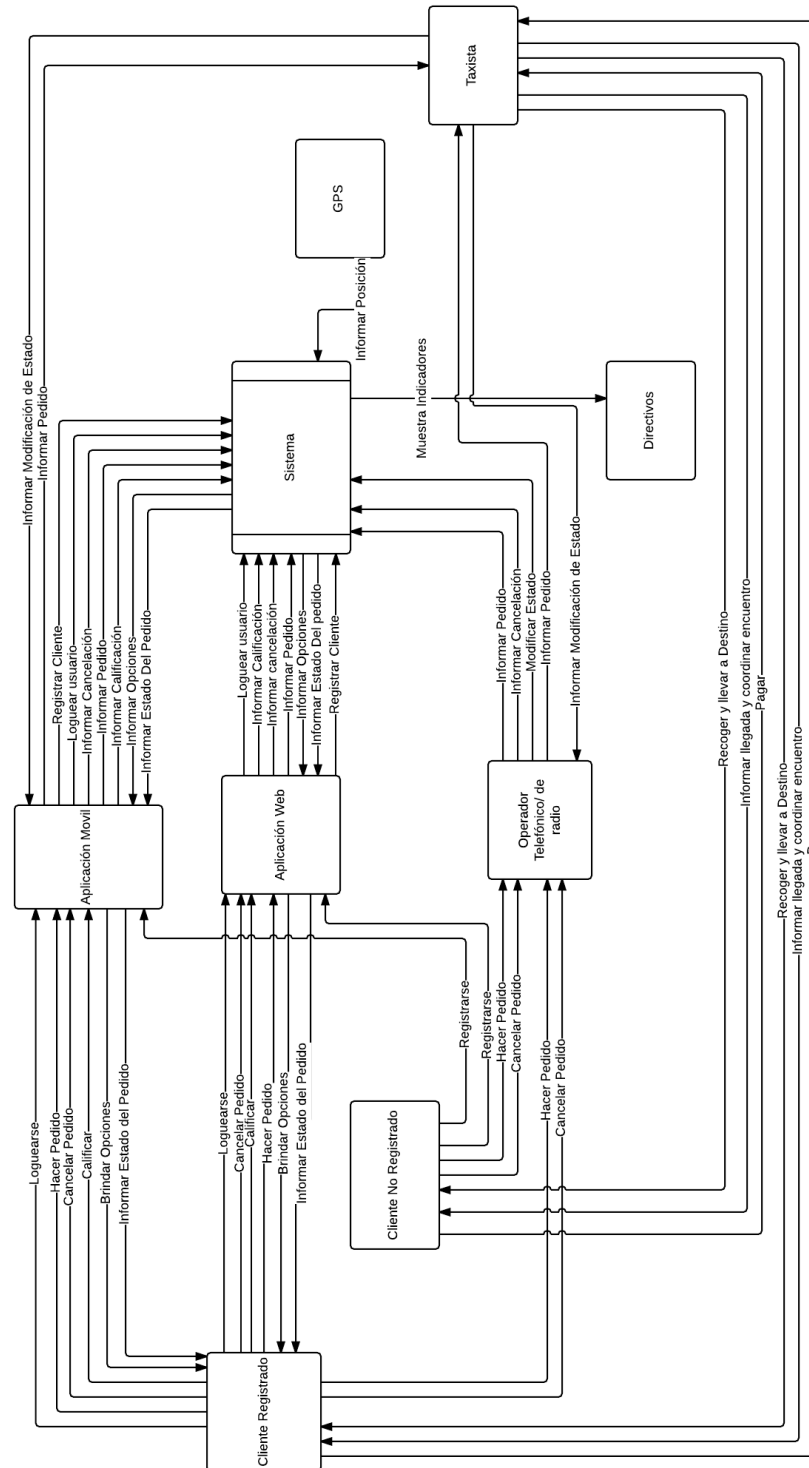 Taxista
GPS
Informar Posición
Informar Modificación de Estado
Informar Pedido
Sistema
Muestra Indicadores
Directivos
Registrar Cliente
Loguear usuario
Informar Cancelación
Informar Pedido
Informar Calificación
Informar Opciones
Informar Estado Del Pedido
Loguear usuario
Informar Calificación
Informar cancelación
Informar Pedido
Informar Opciones
Informar Estado Del pedido
Registrar Cliente
Informar Pedido
Informar Cancelación
Modificar Estado
Informar Pedido
Informar Modificación de Estado
Recoger y llevar a Destino
Informar llegada y coordinar encuentro
Pagar
Recoger y llevar a Destino
Informar llegada y coordinar encuentro
Aplicación Movil
Aplicación Web
Operador
Telefónico/ de
radio
Loguearse
Hacer Pedido
Cancelar Pedido
Calificar
Brindar Opciones
Informar Estado del Pedido
Loguearse
Cancelar Pedido
Calificar
Hacer Pedido
Brindar Opciones
Informar Estado del Pedido
Registrarse
Registrarse
Hacer Pedido
Cancelar Pedido
Hacer Pedido
Cancelar Pedido
Cliente No Registrado
Cliente Registrado